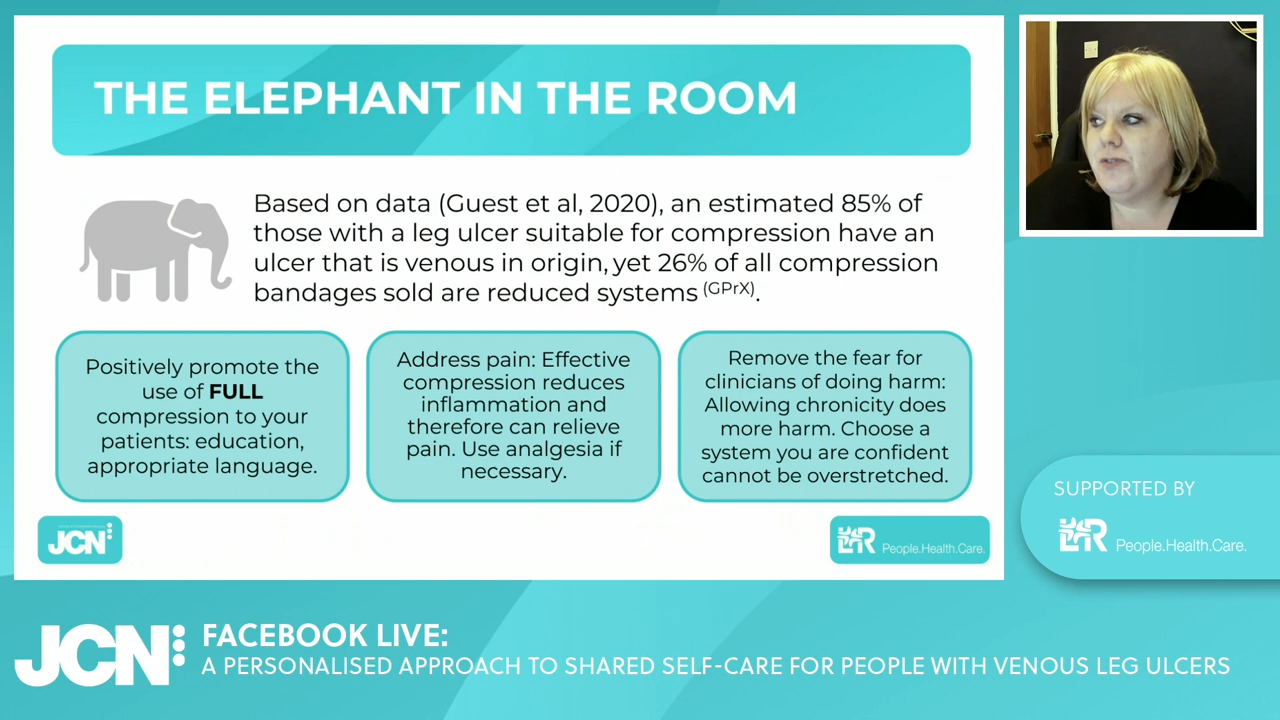 THE ELEPHANT IN THE ROOM
Based on data (Guest et al, 2020), an estimated 85% of
those with a leg ulcer suitable for compression have an
ulcer that is venous in origin, yet 26% of all compression
bandages sold are reduced systems (GPrX).
Positively promote the
use of FULL
compression to your
patients: education,
appropriate language.
Address pain: Effective
compression reduces
inflammation and
therefore can relieve
pain. Use analgesia if
necessary.
Remove the fear for
clinicians of doing harm:
Allowing chronicity does
more harm. Choose a
system you are confident
cannot be overstretched.
JCN
L&R People.Health.Care.
SUPPORTED BY
L&R People.Health.Care.
JCN
FACEBOOK LIVE:
A PERSONALISED APPROACH TO SHARED SELF-CARE FOR PEOPLE WITH VENOUS LEG ULCERS